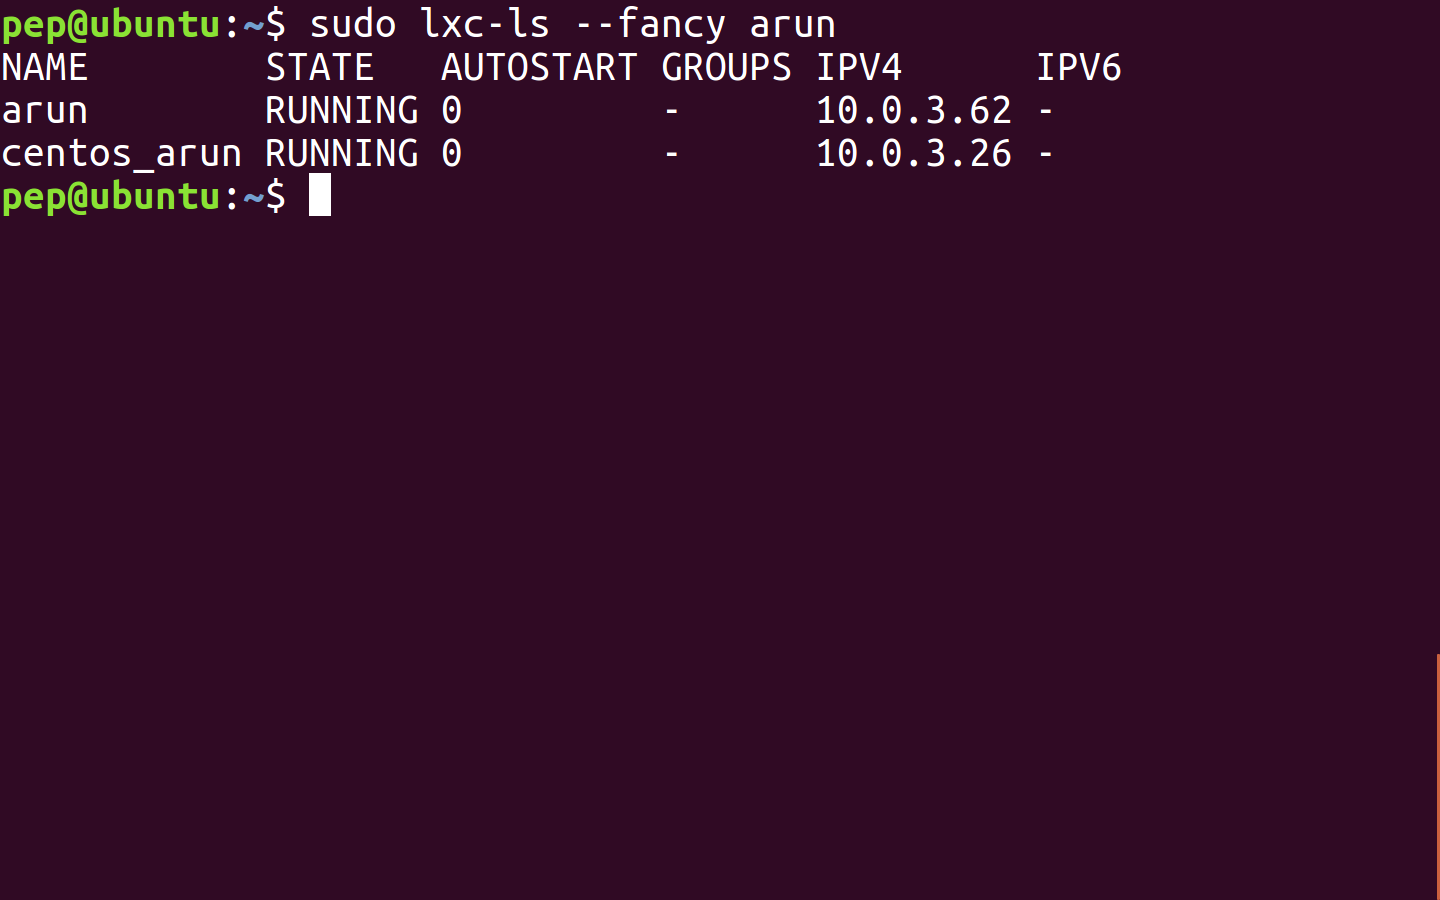 pep@ubuntu:~$ sudo lxc-ls --fancy arun
NAME        STATE   AUTOSTART GROUPS IPV4      IPV6
arun        RUNNING 0         -      10.0.3.62 -
centos_arun RUNNING 0         -      10.0.3.26 -
pep@ubuntu:~$